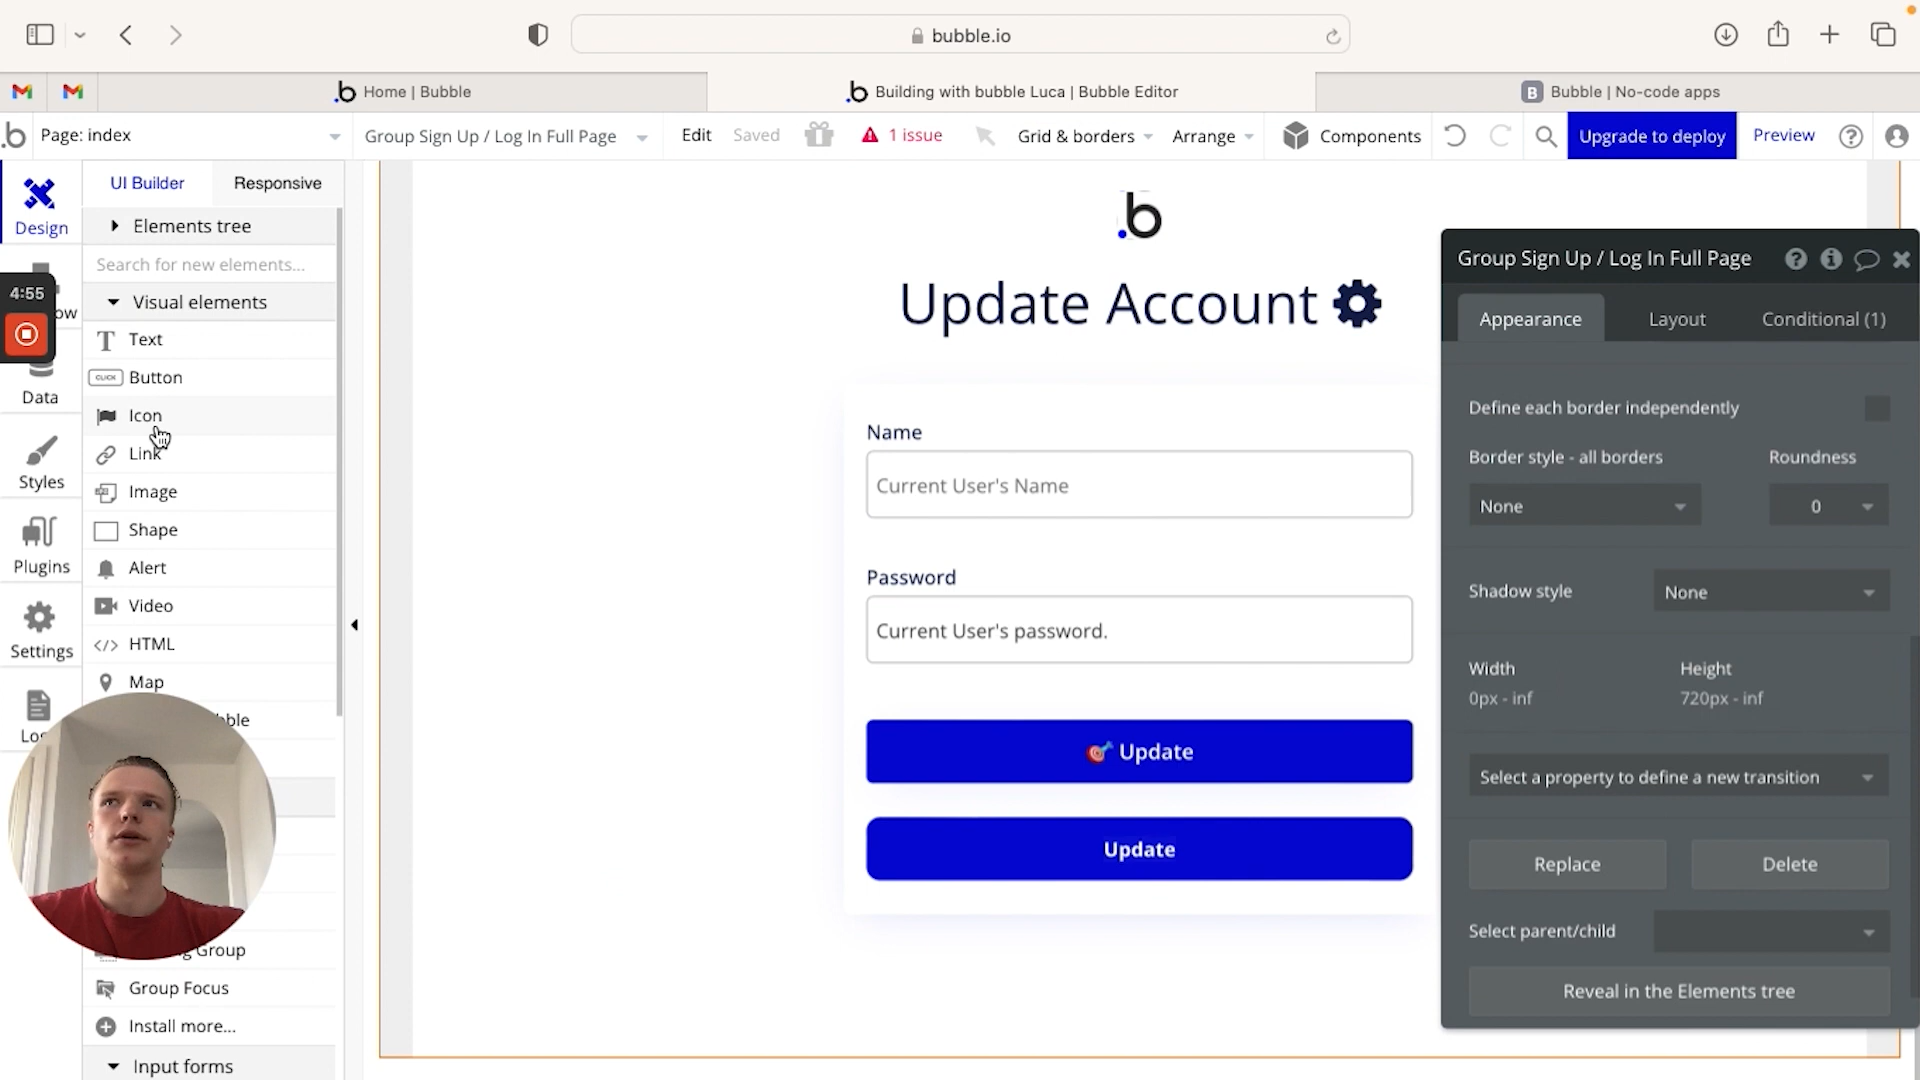 bubble.io
Home | Bubble
Building with bubble Luca | Bubble Editor
B
Bubble | No-code apps
b
Page: index
Group Sign Up / Log In Full Page
Edit
Saved
1 issue
Grid & borders
Arrange
Components
Upgrade to deploy
Preview
UI Builder
Responsive
Design
Elements tree
Search for new elements...
4:55
Visual elements
Text
CLICK
Button
Icon
Link
Data
Image
Styles
Shape
Plugins
Alert
Video
Settings
HTML
Map
Group Focus
Install more...
Input forms
b
Update Account
Name
Current User's Name
Password
Current User's password.
🎯 Update
Update
Group Sign Up / Log In Full Page
Appearance
Layout
Conditional (1)
Define each border independently
Border style - all borders
Roundness
None
0
Shadow style
None
Width
Height
0px - inf
720px - inf
Select a property to define a new transition
Replace
Delete
Select parent/child
Reveal in the Elements tree